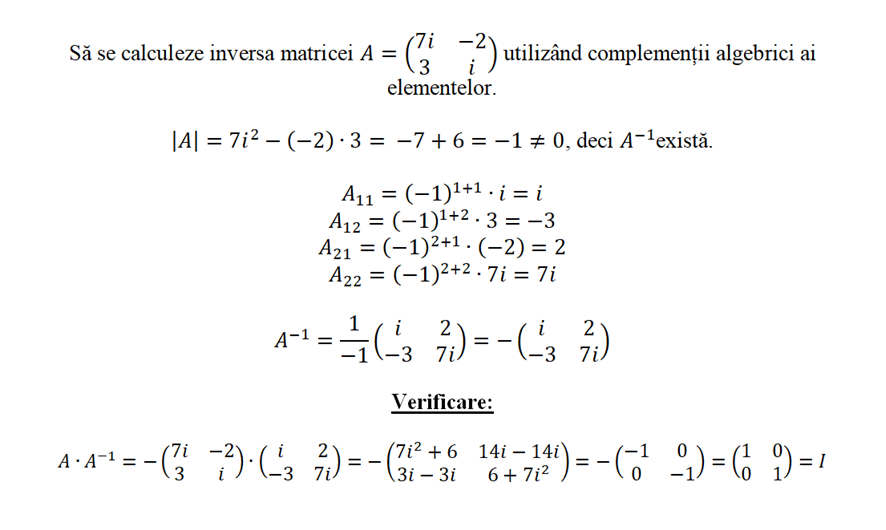 Să se calculeze inversa matricei 𝐴 = (7𝑖 −2; 3 𝑖) utilizând complemenții algebrici ai
elementelor.
|𝐴| = 7𝑖² − (−2) · 3 = −7 + 6 = −1 ≠ 0, deci 𝐴⁻¹există.
𝐴₁₁ = (−1)¹⁺¹ · 𝑖 = 𝑖
𝐴₁₂ = (−1)¹⁺² · 3 = −3
𝐴₂₁ = (−1)²⁺¹ · (−2) = 2
𝐴₂₂ = (−1)²⁺² · 7𝑖 = 7𝑖
𝐴⁻¹ = 1/−1 (𝑖 2; −3 7𝑖) = − (𝑖 2; −3 7𝑖)
Verificare:
𝐴 · 𝐴⁻¹ = − (7𝑖 −2; 3 𝑖) · (𝑖 2; −3 7𝑖) = − (7𝑖² + 6 14𝑖 − 14𝑖; 3𝑖 − 3𝑖 6 + 7𝑖²) = − (−1 0; 0 −1) = (1 0; 0 1) = 𝐼